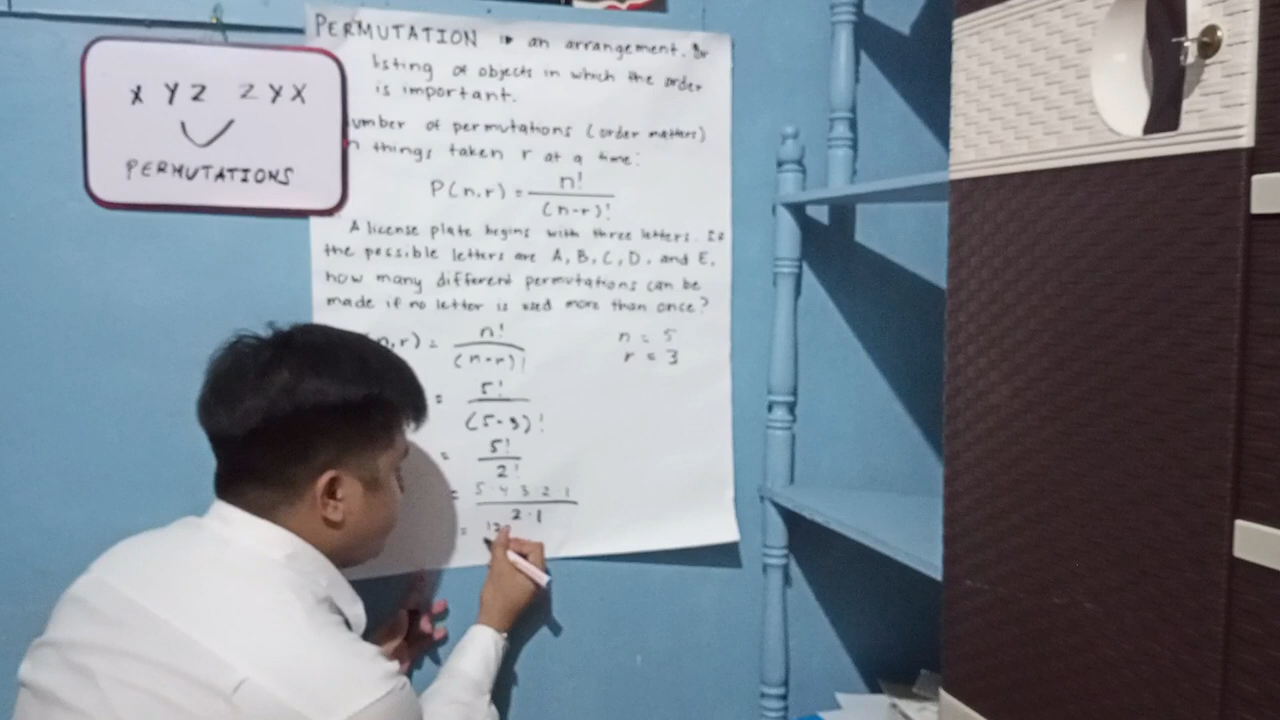 X Y Z Z Y X
PERMUTATIONS
PERMUTATION is an arrangement. Or
listing of objects in which the order
is important.
umber of permutations (order matters)
n things taken r at a time:
P(n,r) = n!
(n-r)!
A license plate begins with three letters. If
the possible letters are A, B, C, D, and E,
how many different permutations can be
made if no letter is used more than once?
n,r) = n!
(n-r)!
n = 5
r = 3
= 5!
(5-3)!
= 5!
2!
= 5 · 4 · 3 · 2 · 1
2 · 1
= 12